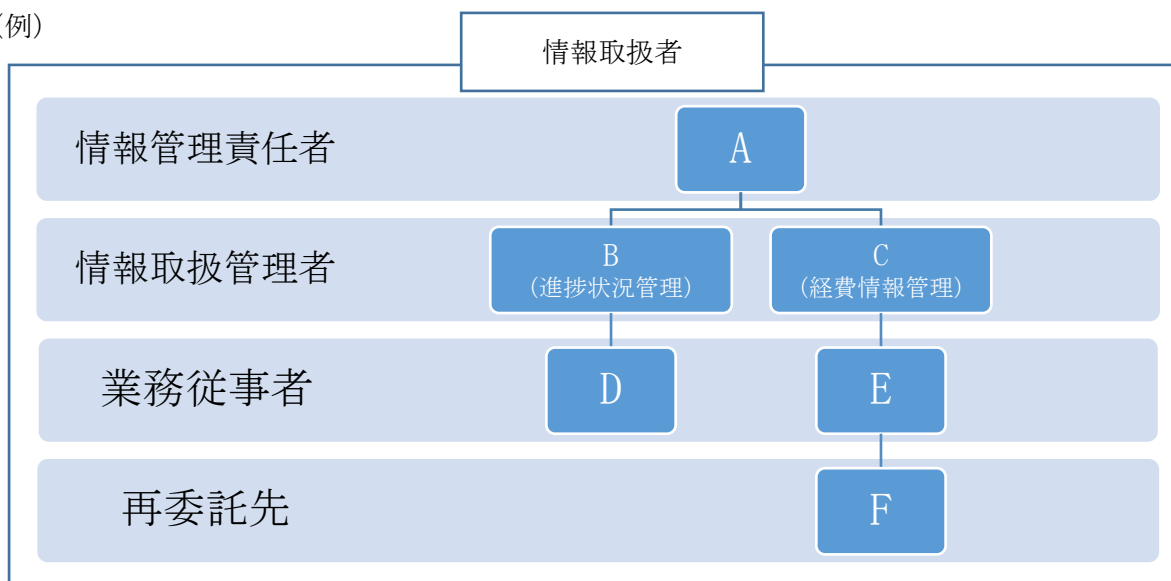 (例)
情報取扱者
情報管理責任者
A
情報取扱管理者
B
(進捗状況管理)
C
(経費情報管理)
業務従事者
D
E
再委託先
F